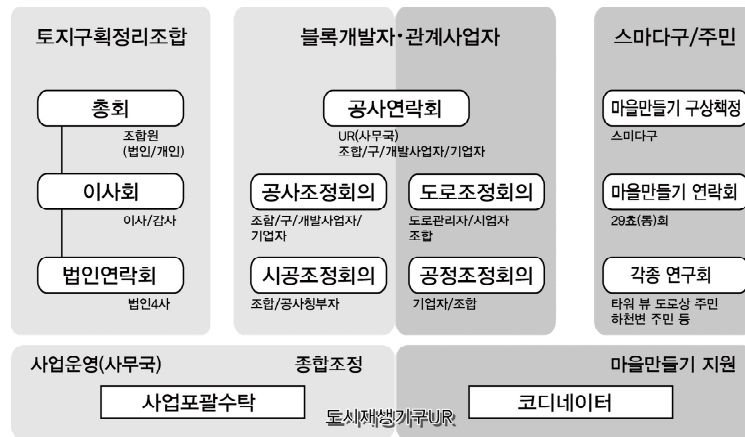 토지구획정리조합
블록개발자·관계사업자
스마다구/주민
총회
조합원
(법인/개인)
이사회
이사/감사
법인연락회
법인4사
공사연락회
UR(사무국)
조합/구/개발사업자/기업자
공사조정회의
조합/구/개발사업자/
기업자
도로조정회의
도로관리자/시업자
조합
시공조정회의
조합/공사청부자
공정조정회의
기업자/조합
마을만들기 구상책정
스미다구
마을만들기 연락회
29쵸(통)회
각종 연구회
타워 뷰 도로상 주민
하천변 주민 등
사업운영(사무국)
종합조정
마을만들기 지원
사업포괄수탁
도시재생기구UR
코디네이터